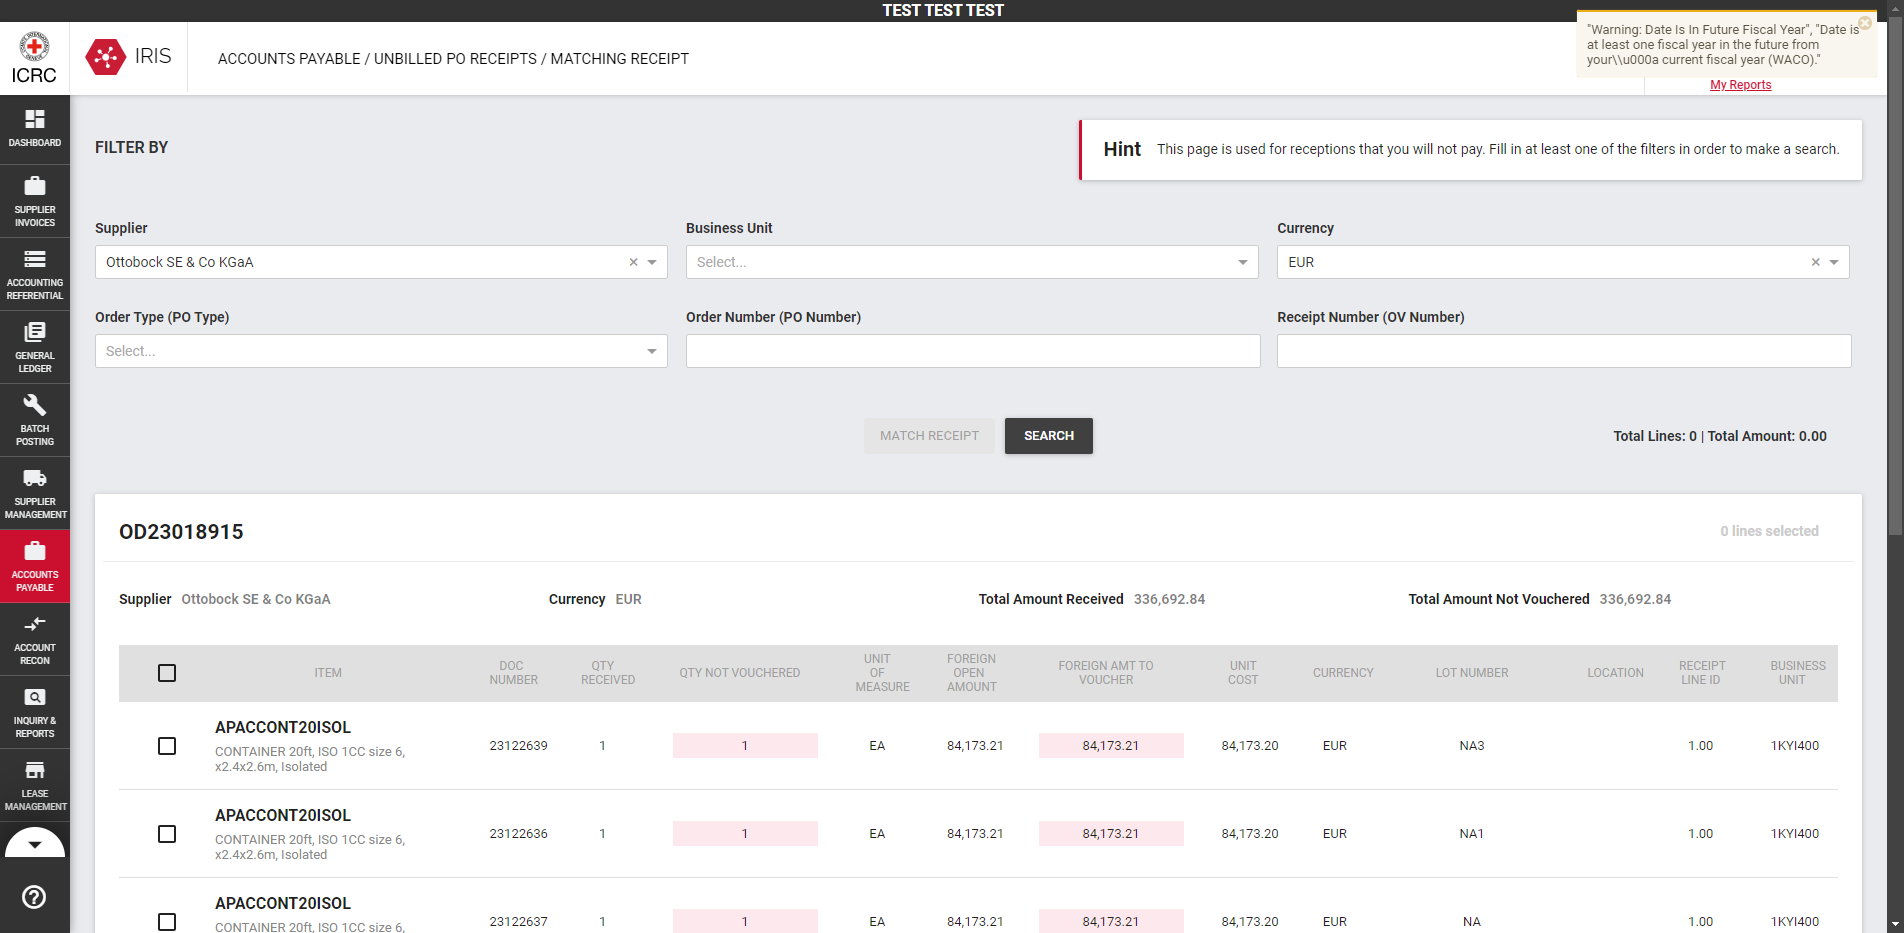 TEST TEST TEST
ICRC
IRIS
ACCOUNTS PAYABLE / UNBILLED PO RECEIPTS / MATCHING RECEIPT
"Warning: Date Is In Future Fiscal Year", "Date is
at least one fiscal year in the future from
your\\u000a current fiscal year (WACO)."
My Reports
DASHBOARD
SUPPLIER
INVOICES
ACCOUNTING
REFERENTIAL
GENERAL
LEDGER
BATCH
POSTING
SUPPLIER
MANAGEMENT
ACCOUNTS
PAYABLE
ACCOUNT
RECON
INQUIRY &
REPORTS
LEASE
MANAGEMENT
FILTER BY
Hint This page is used for receptions that you will not pay. Fill in at least one of the filters in order to make a search.
Supplier Business Unit Currency
Ottobock SE & Co KGaA Select... EUR
Order Type (PO Type) Order Number (PO Number) Receipt Number (OV Number)
Select...
MATCH RECEIPT SEARCH Total Lines: 0 | Total Amount: 0.00
OD23018915 0 lines selected
Supplier Ottobock SE & Co KGaA Currency EUR Total Amount Received 336,692.84 Total Amount Not Vouchered 336,692.84
ITEM DOC NUMBER QTY RECEIVED QTY NOT VOUCHERED UNIT OF MEASURE FOREIGN OPEN AMOUNT FOREIGN AMT TO VOUCHER UNIT COST CURRENCY LOT NUMBER LOCATION RECEIPT LINE ID BUSINESS UNIT
APACCONT20ISOL
CONTAINER 20ft, ISO 1CC size 6,
x2.4x2.6m, Isolated
23122639 1 1 EA 84,173.21 84,173.21 84,173.20 EUR NA3 1.00 1KYI400
APACCONT20ISOL
CONTAINER 20ft, ISO 1CC size 6,
x2.4x2.6m, Isolated
23122636 1 1 EA 84,173.21 84,173.21 84,173.20 EUR NA1 1.00 1KYI400
APACCONT20ISOL
CONTAINER 20ft, ISO 1CC size 6,
23122637 1 1 EA 84,173.21 84,173.21 84,173.20 EUR NA 1.00 1KYI400